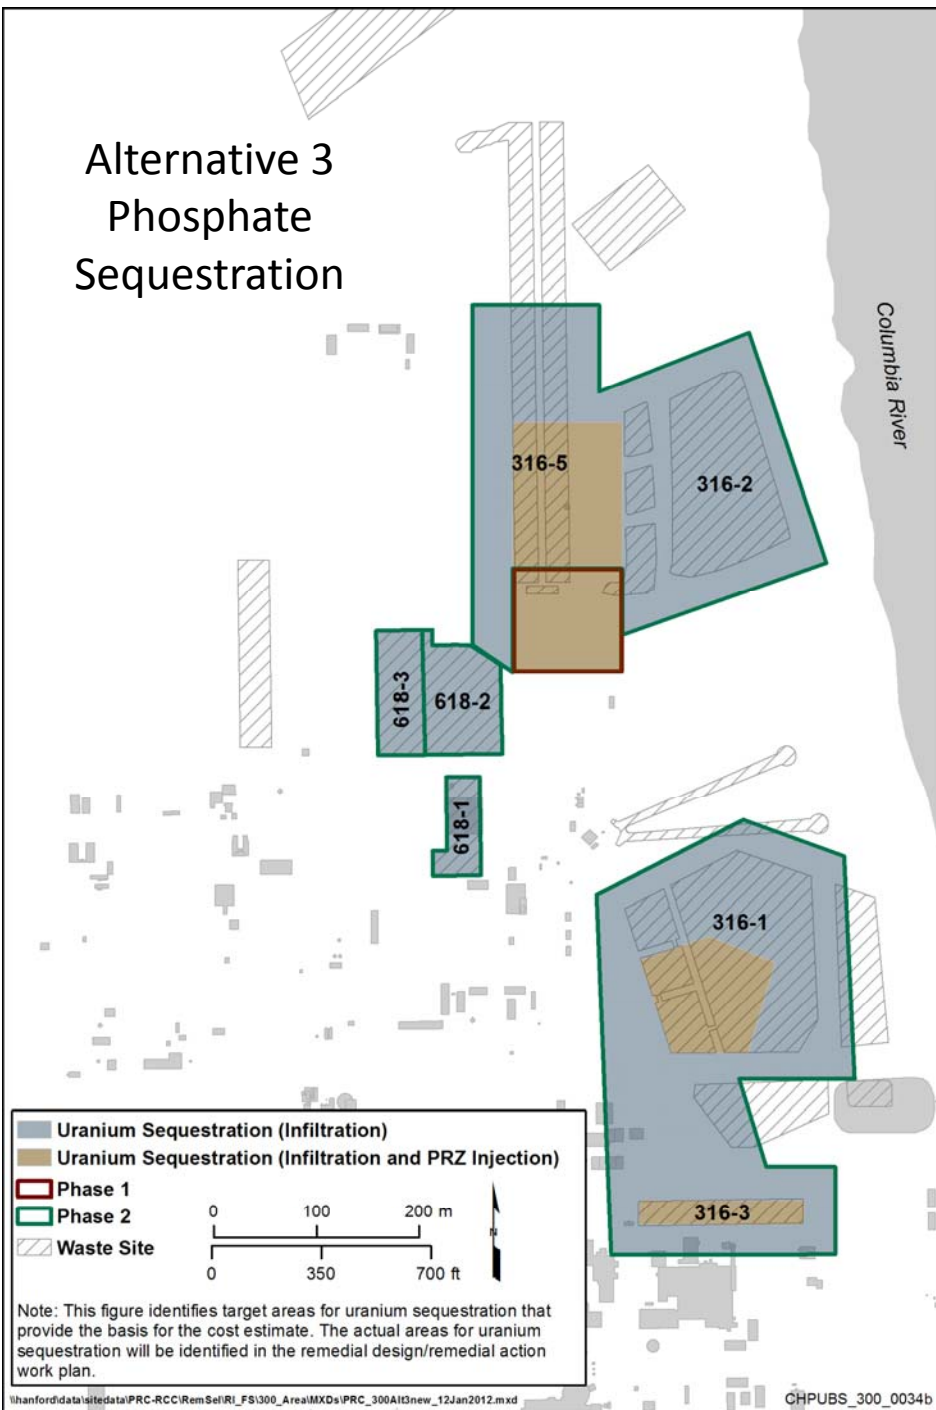 Alternative 3
Phosphate
Sequestration
Columbia River
316-5
316-2
618-3
618-2
618-1
316-1
316-3
Uranium Sequestration (Infiltration)
Uranium Sequestration (Infiltration and PRZ Injection)
Phase 1
Phase 2
Waste Site
0 100 200 m
0 350 700 ft
N
Note: This figure identifies target areas for uranium sequestration that
provide the basis for the cost estimate. The actual areas for uranium
sequestration will be identified in the remedial design/remedial action
work plan.
\\hanford\data\sitedata\PRC-RCC\RemSel\RI_FS\300_Area\MXDs\PRC_300Alt3new_12Jan2012.mxd
CHPUBS_300_0034b